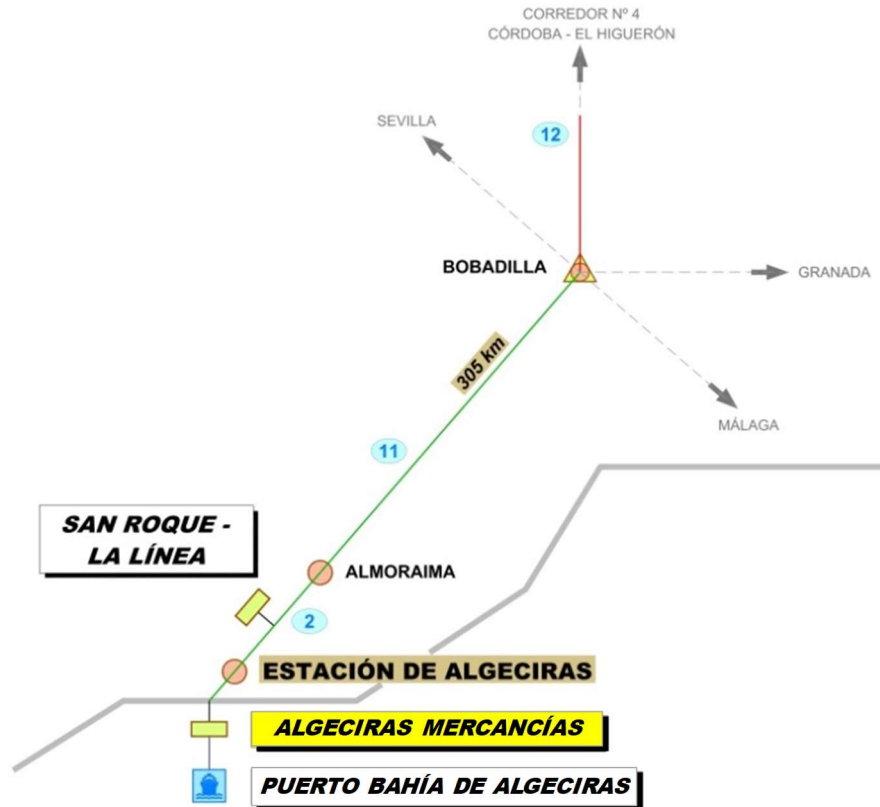 CORREDOR Nº 4
CÓRDOBA - EL HIGUERÓN
SEVILLA
12
BOBADILLA
GRANADA
305 km
MÁLAGA
11
SAN ROQUE -
LA LÍNEA
ALMORAIMA
2
ESTACIÓN DE ALGECIRAS
ALGECIRAS MERCANCÍAS
PUERTO BAHÍA DE ALGECIRAS